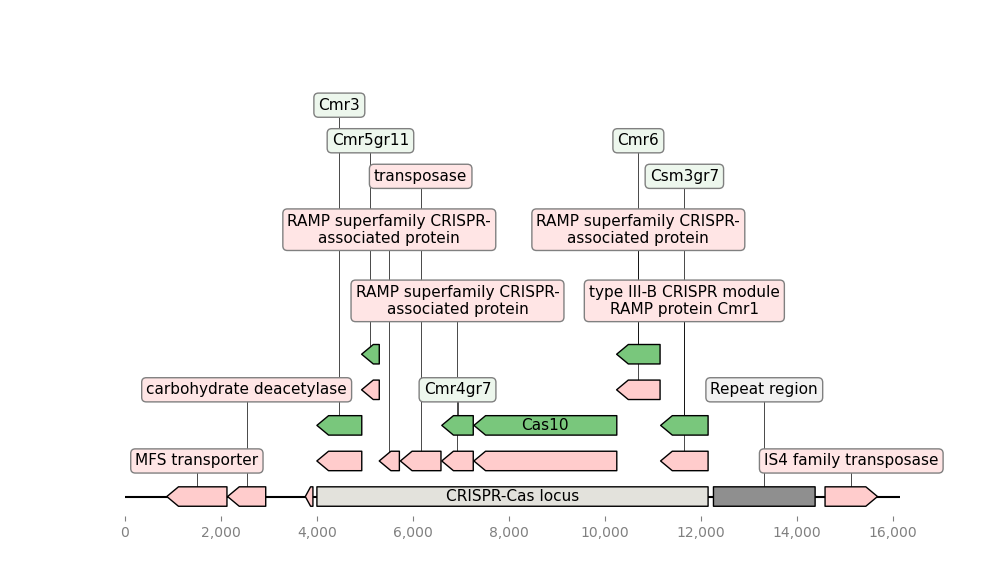 Cmr3
Cmr5gr11
Cmr6
transposase
Csm3gr7
RAMP superfamily CRISPR-
associated protein
RAMP superfamily CRISPR-
associated protein
RAMP superfamily CRISPR-
associated protein
type III-B CRISPR module
RAMP protein Cmr1
carbohydrate deacetylase
Cmr4gr7
Repeat region
Cas10
MFS transporter
IS4 family transposase
CRISPR-Cas locus
0
2,000
4,000
6,000
8,000
10,000
12,000
14,000
16,000